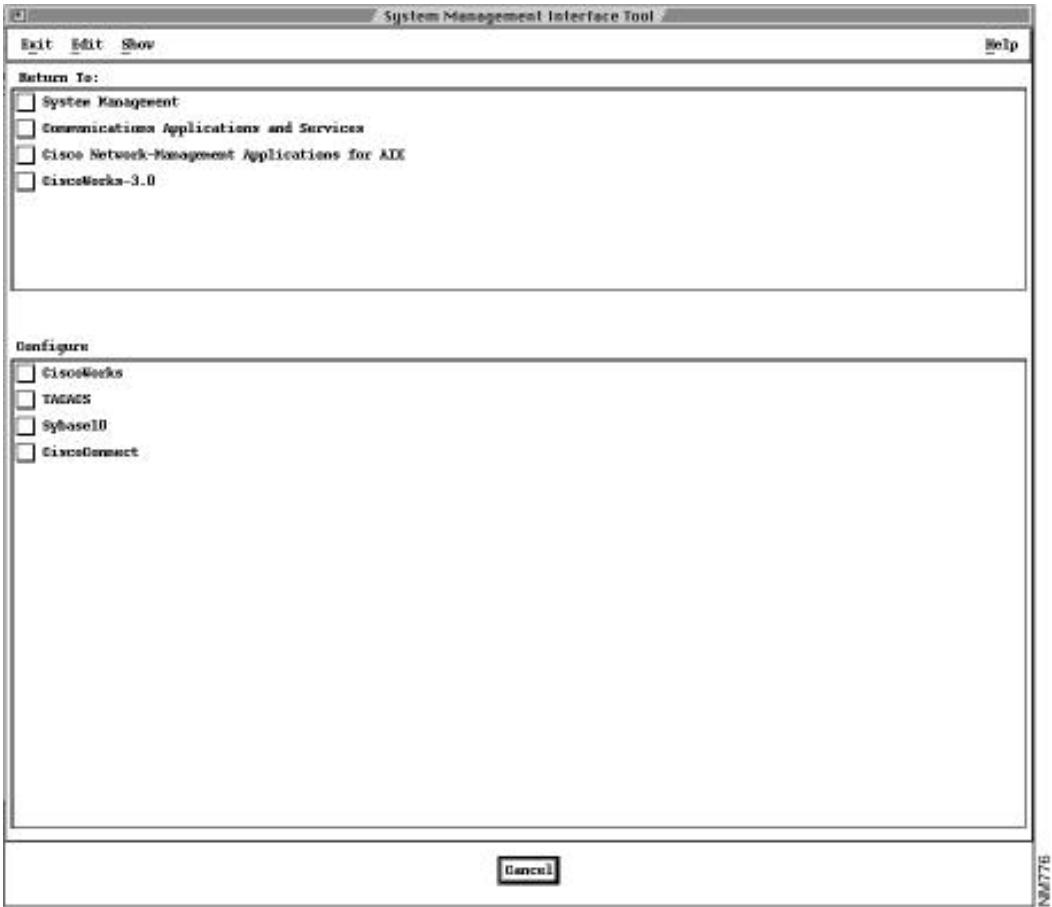 System Management Interface Tool
Exit Edit Show Help
Return To:
System Management
Communications Applications and Services
Cisco Network-Management Applications for AIX
CiscoWorks-3.0
Configure
CiscoWorks
TACACS
Sybase10
CiscoConnect
Cancel
NM776